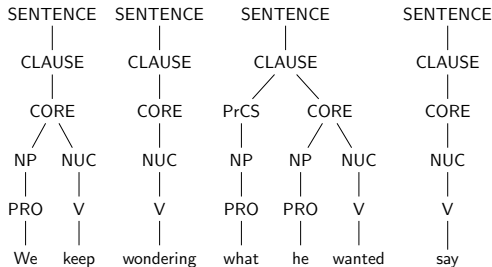 SENTENCE SENTENCE SENTENCE SENTENCE
CLAUSE CLAUSE CLAUSE CLAUSE
CORE CORE PrCS CORE CORE
NP NUC NUC NP NP NUC NUC
PRO V V PRO PRO V V
We keep wondering what he wanted say